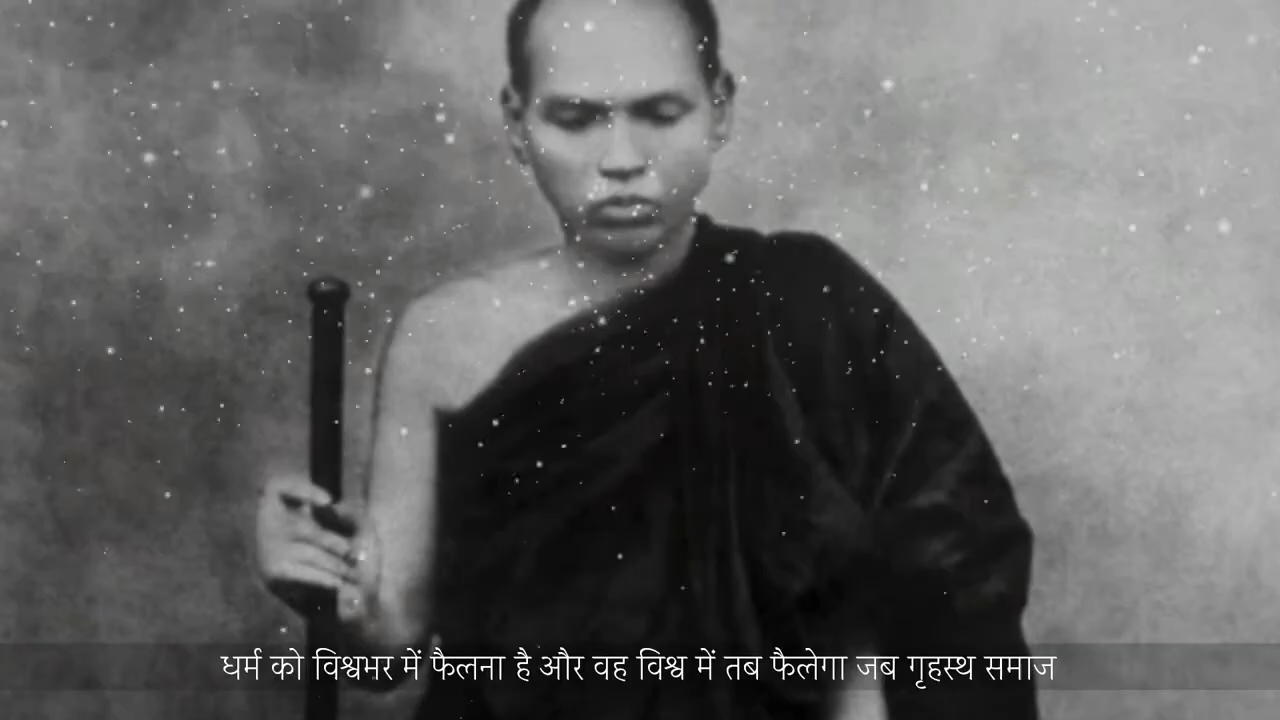 धर्म को विश्वभर में फैलना है और वह विश्व में तब फैलेगा जब गृहस्थ समाज